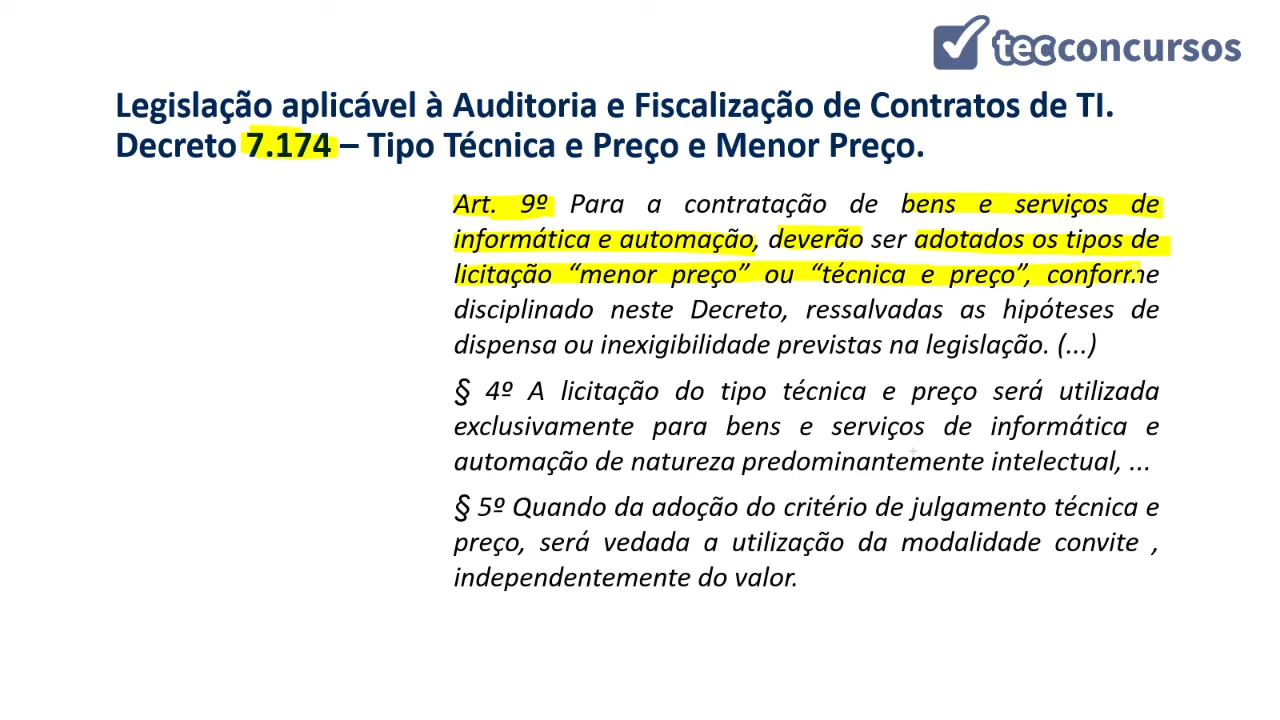 tecconcursos
Legislação aplicável à Auditoria e Fiscalização de Contratos de TI.
Decreto 7.174 – Tipo Técnica e Preço e Menor Preço.
Art. 9º Para a contratação de bens e serviços de
informática e automação, deverão ser adotados os tipos de
licitação “menor preço” ou “técnica e preço”, conforme
disciplinado neste Decreto, ressalvadas as hipóteses de
dispensa ou inexigibilidade previstas na legislação. (...)
§ 4º A licitação do tipo técnica e preço será utilizada
exclusivamente para bens e serviços de informática e
automação de natureza predominantemente intelectual, ...
§ 5º Quando da adoção do critério de julgamento técnica e
preço, será vedada a utilização da modalidade convite ,
independentemente do valor.